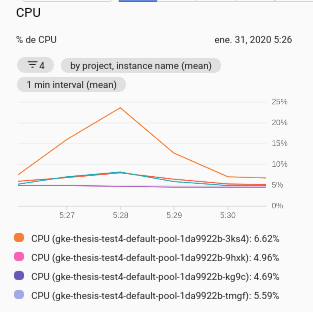 CPU
% de CPU ene. 31, 2020 5:26
4 by project, instance name (mean)
1 min interval (mean)
25%
20%
15%
10%
5%
0%
5:27 5:28 5:29 5:30
CPU (gke-thesis-test4-default-pool-1da9922b-3ks4): 6.62%
CPU (gke-thesis-test4-default-pool-1da9922b-9hxk): 4.96%
CPU (gke-thesis-test4-default-pool-1da9922b-kg9c): 4.69%
CPU (gke-thesis-test4-default-pool-1da9922b-tmgf): 5.59%